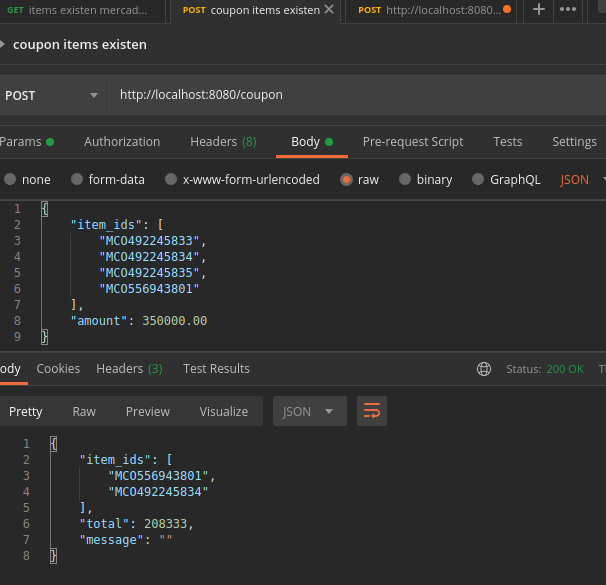 GET items existen mercad...
POST coupon items existen
POST http://localhost:8080...
coupon items existen
POST http://localhost:8080/coupon
Params Authorization Headers (8) Body Pre-request Script Tests Settings
none form-data x-www-form-urlencoded raw binary GraphQL JSON
1 {
2 "item_ids": [
3 "MCO492245833",
4 "MCO492245834",
5 "MCO492245835",
6 "MCO556943801"
7 ],
8 "amount": 350000.00
9 }
ody Cookies Headers (3) Test Results Status: 200 OK TI
Pretty Raw Preview Visualize JSON
1 {
2 "item_ids": [
3 "MCO556943801",
4 "MCO492245834"
5 ],
6 "total": 208333,
7 "message": ""
8 }